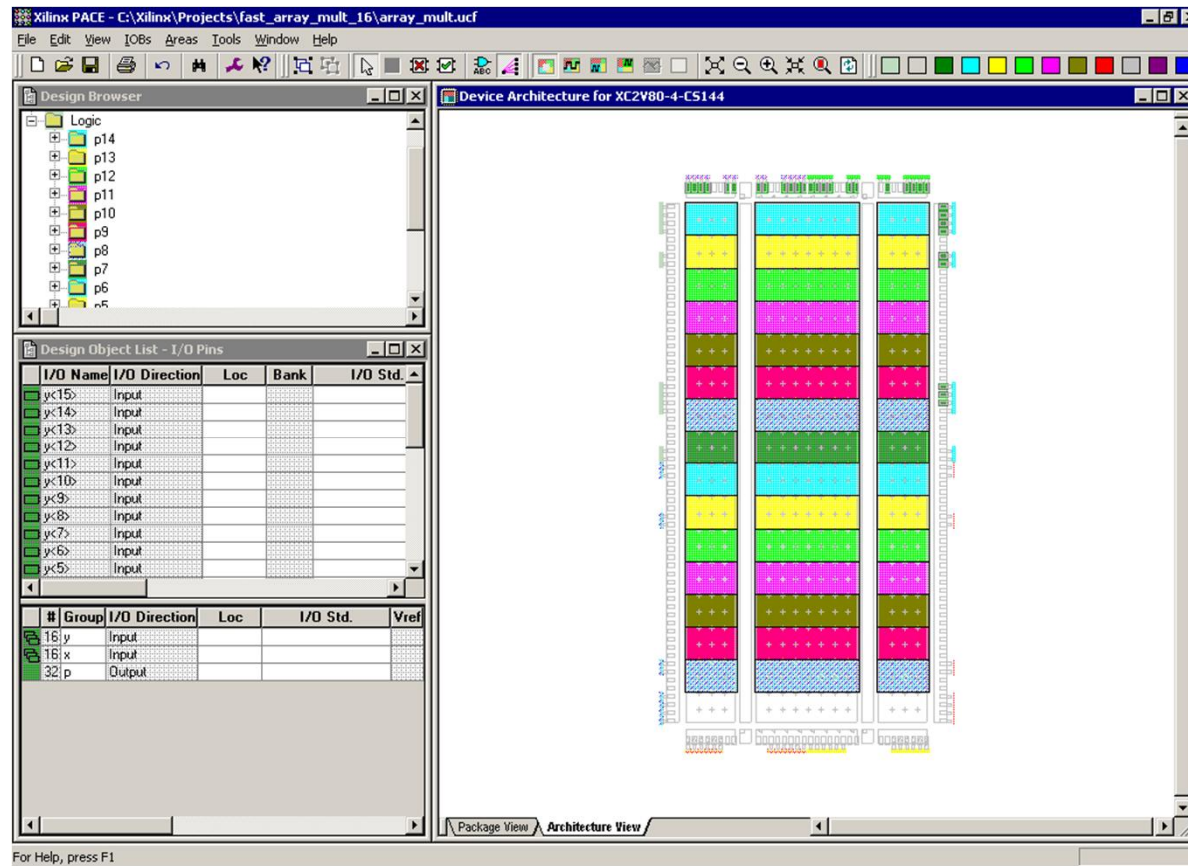 Xilinx PACE - C:\Xilinx\Projects\fast_array_mult_16\array_mult.ucf
File Edit View IOBs Areas Tools Window Help
ABC
Design Browser
Logic
p14
p13
p12
p11
p10
p9
p8
p7
p6
p5
Design Object List - I/O Pins
I/O Name I/O Direction Loc Bank I/O Std.
y<15> Input
y<14> Input
y<13> Input
y<12> Input
y<11> Input
y<10> Input
y<9> Input
y<8> Input
y<7> Input
y<6> Input
y<5> Input
# Group I/O Direction Loc I/O Std. Vref
16 y Input
16 x Input
32 p Output
Device Architecture for XC2V80-4-CS144
Package View Architecture View
For Help, press F1